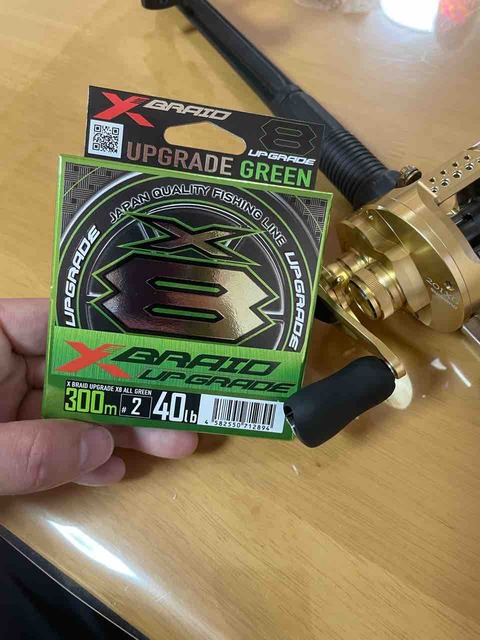 X BRAID
8
UPGRADE
UPGRADE GREEN
JAPAN QUALITY FISHING LINE
UPGRADE
UPGRADE
X
8
X BRAID
UPGRADE
X BRAID UPGRADE X8 ALL GREEN
300m #2 40lb
4 582550 712894